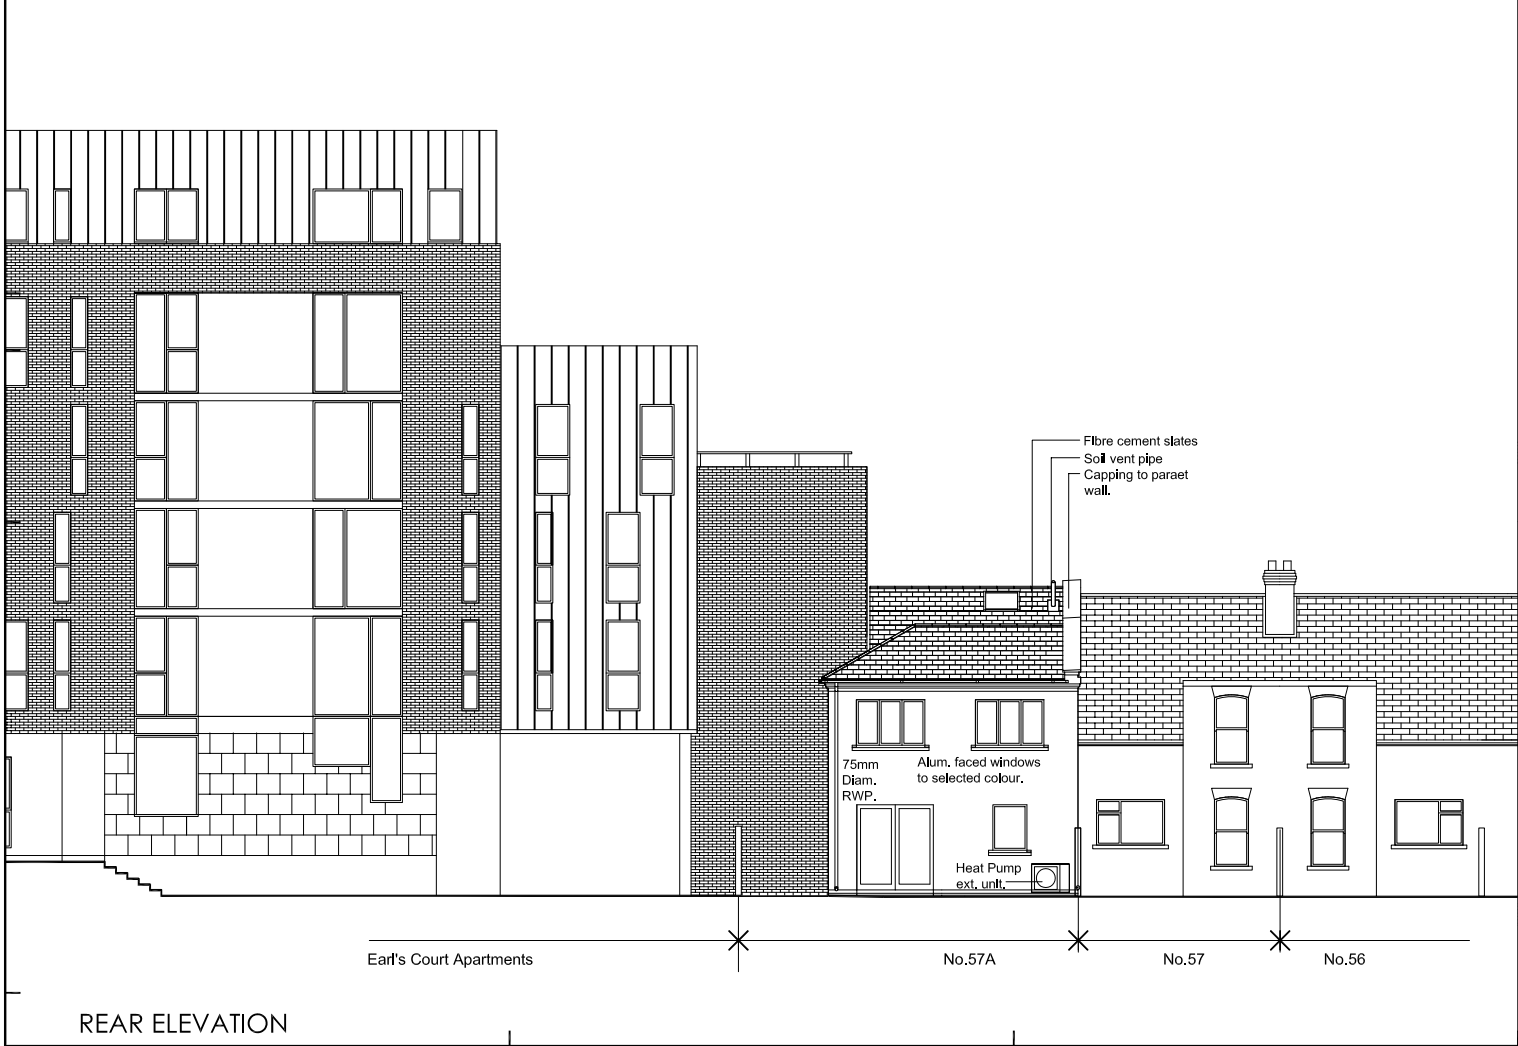 Fibre cement slates
Soil vent pipe
Capping to paraet
wall.
75mm
Diam.
RWP.
Alum. faced windows
to selected colour.
Heat Pump
ext. unit.
Earl's Court Apartments
No.57A
No.57
No.56
REAR ELEVATION